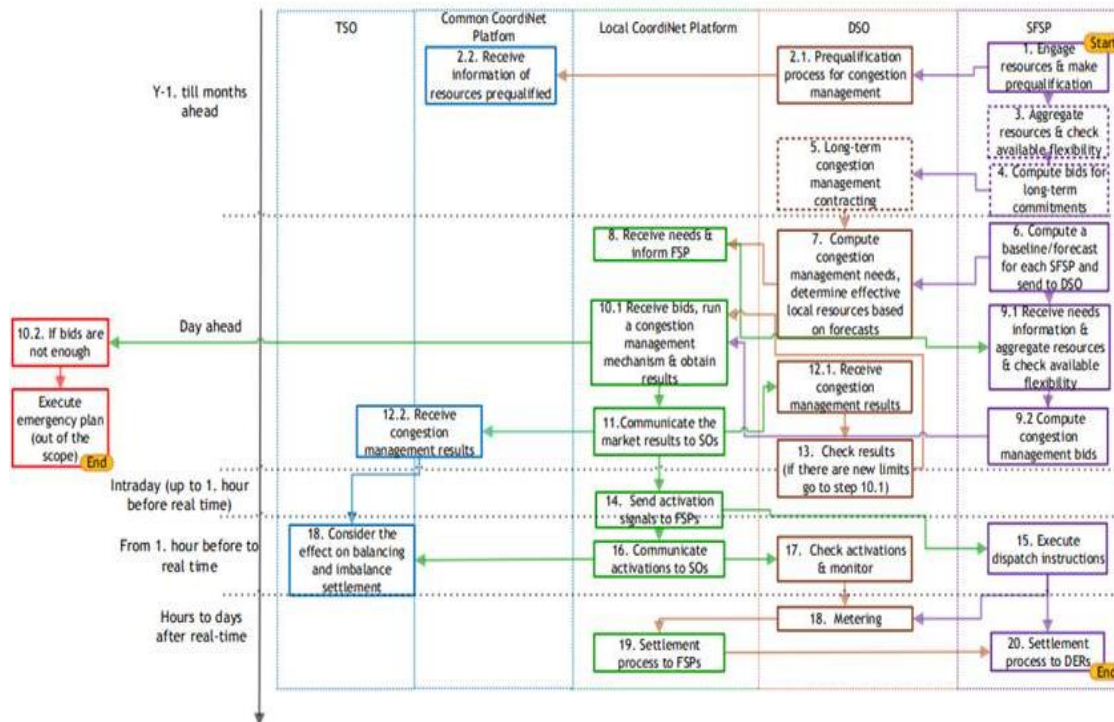 TSO
Common CoordiNet
Platfom
Local CoordiNet Platform
DSO
SFSP
Start
Y-1. till months
ahead
2.2. Receive
information of
resources prequalified
2.1. Prequalification
process for congestion
management
1. Engage
resources & make
prequalification
3. Aggregate
resources & check
available flexibility
5. Long-term
congestion
management
contracting
4. Compute bids for
long-term
commitments
Day ahead
8. Receive needs &
inform FSP
7. Compute
congestion
management needs,
determine effective
local resources based
on forecasts
6. Compute a
baseline/forecast
for each SFSP and
send to DSO
10.2. If bids are
not enough
10.1 Receive bids, run
a congestion
management
mechanism & obtain
results
9.1 Receive needs
information &
aggregate resources
& check available
flexibility
Execute
emergency plan
(out of the
scope)
End
12.1. Receive
congestion
management results
12.2. Receive
congestion
management results
11.Communicate the
market results to SOs
9.2 Compute
congestion
management bids
13. Check results
(if there are new limits
go to step 10.1)
Intraday (up to 1. hour
before real time)
14. Send activation
signals to FSPs
From 1. hour before to
real time
18. Consider the
effect on balancing
and imbalance
settlement
16. Communicate
activations to SOs
17. Check activations
& monitor
15. Execute
dispatch instructions
Hours to days
after real-time
18. Metering
19. Settlement
process to FSPs
20. Settlement
process to DERs
End